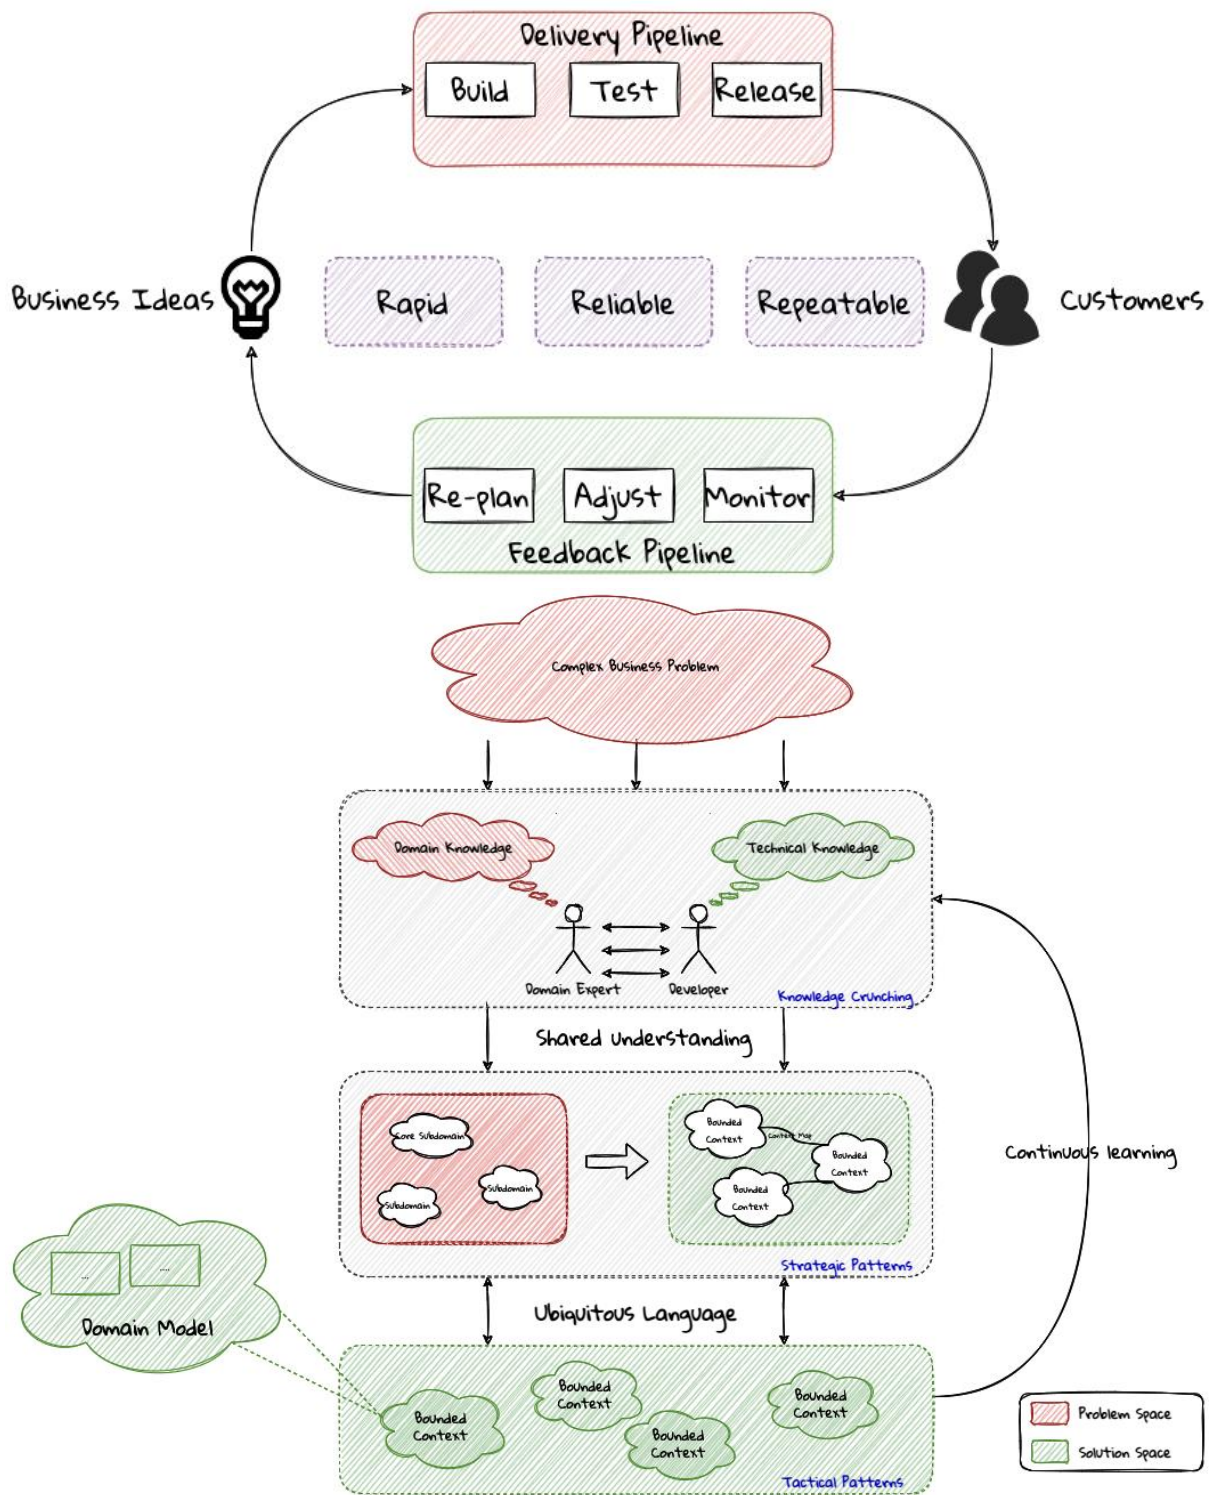 Delivery Pipeline
Build
Test
Release
Business Ideas
Rapid
Reliable
Repeatable
Customers
Re-plan
Adjust
Monitor
Feedback Pipeline
Complex Business Problem
Domain Knowledge
Technical Knowledge
Domain Expert
Developer
Knowledge Crunching
Shared understanding
Core Subdomain
Subdomain
Subdomain
Bounded
Context
Context Map
Bounded
Context
Bounded
Context
Continuous learning
Strategic Patterns
...
....
Domain Model
Ubiquitous Language
Bounded
Context
Bounded
Context
Bounded
Context
Bounded
Context
Tactical Patterns
Problem Space
Solution Space